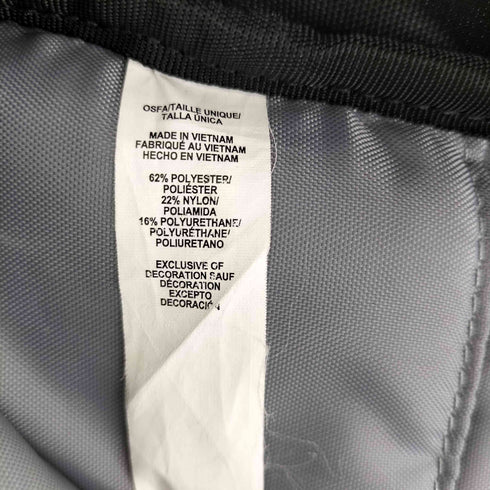 OSFA/TAILLE UNIQUE/
TALLA ÚNICA
MADE IN VIETNAM
FABRIQUÉ AU VIETNAM
HECHO EN VIETNAM
62% POLYESTER/
POLIÉSTER
22% NYLON/
POLIAMIDA
16% POLYURETHANE/
POLYURÉTHANE/
POLIURETANO
EXCLUSIVE OF
DECORATION SAUF
DÉCORATION
EXCEPTO
DECORACIÓN